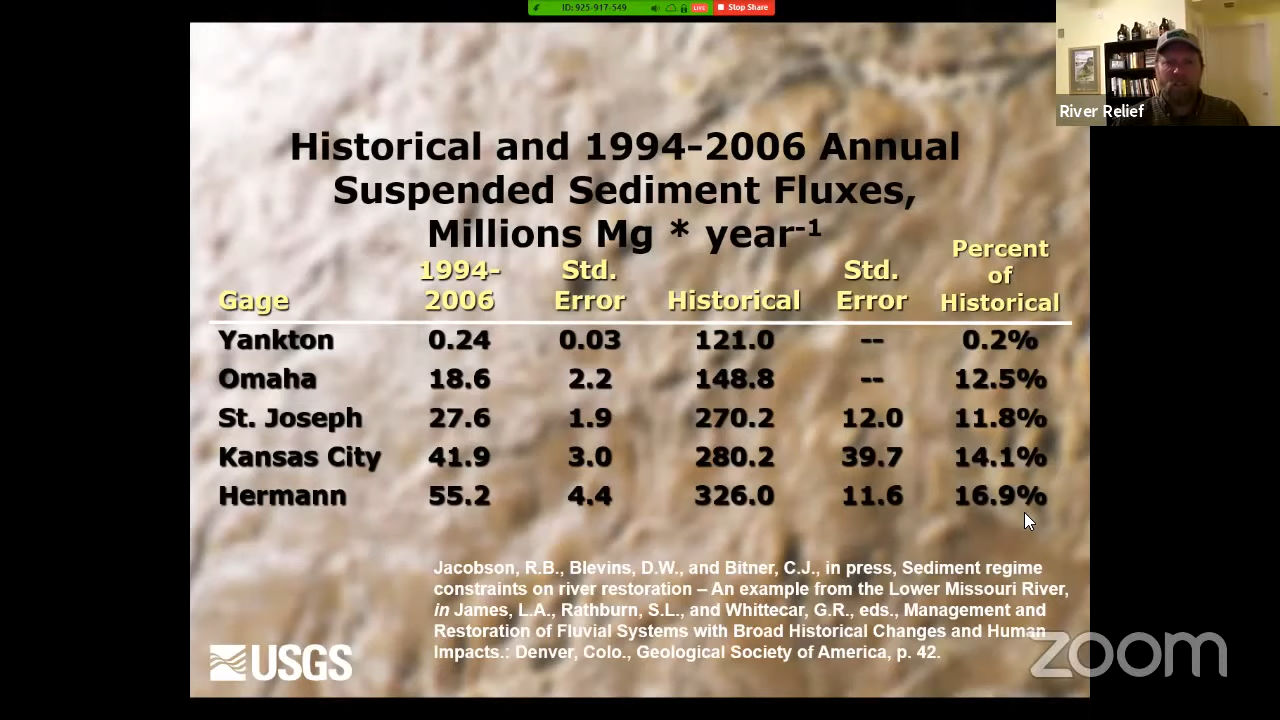 ID: 925-917-549
LIVE
Stop Share
River Relief
Historical and 1994-2006 Annual
Suspended Sediment Fluxes,
Millions Mg * year-1
Gage 1994-2006 Std. Error Historical Std. Error Percent of Historical
Yankton 0.24 0.03 121.0 -- 0.2%
Omaha 18.6 2.2 148.8 -- 12.5%
St. Joseph 27.6 1.9 270.2 12.0 11.8%
Kansas City 41.9 3.0 280.2 39.7 14.1%
Hermann 55.2 4.4 326.0 11.6 16.9%
Jacobson, R.B., Blevins, D.W., and Bitner, C.J., in press, Sediment regime
constraints on river restoration – An example from the Lower Missouri River,
in James, L.A., Rathburn, S.L., and Whittecar, G.R., eds., Management and
Restoration of Fluvial Systems with Broad Historical Changes and Human
Impacts.: Denver, Colo., Geological Society of America, p. 42.
USGS
zoom